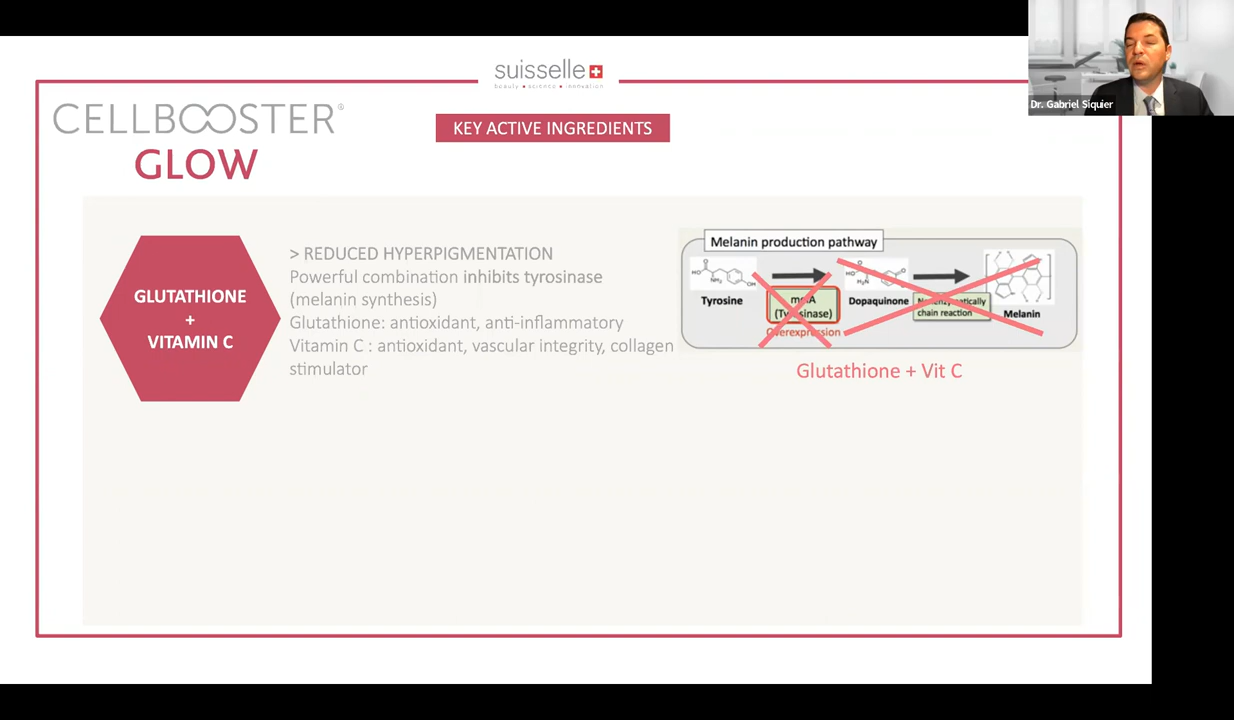 suisselle
beauty • science • innovation
Dr. Gabriel Siquier
CELLBOOSTER®
GLOW
KEY ACTIVE INGREDIENTS
GLUTATHIONE
+
VITAMIN C
> REDUCED HYPERPIGMENTATION
Powerful combination inhibits tyrosinase
(melanin synthesis)
Glutathione: antioxidant, anti-inflammatory
Vitamin C : antioxidant, vascular integrity, collagen
stimulator
Melanin production pathway
Tyrosine
(Tyrosinase)
Overexpression
Dopaquinone
chain reaction
Melanin
Glutathione + Vit C